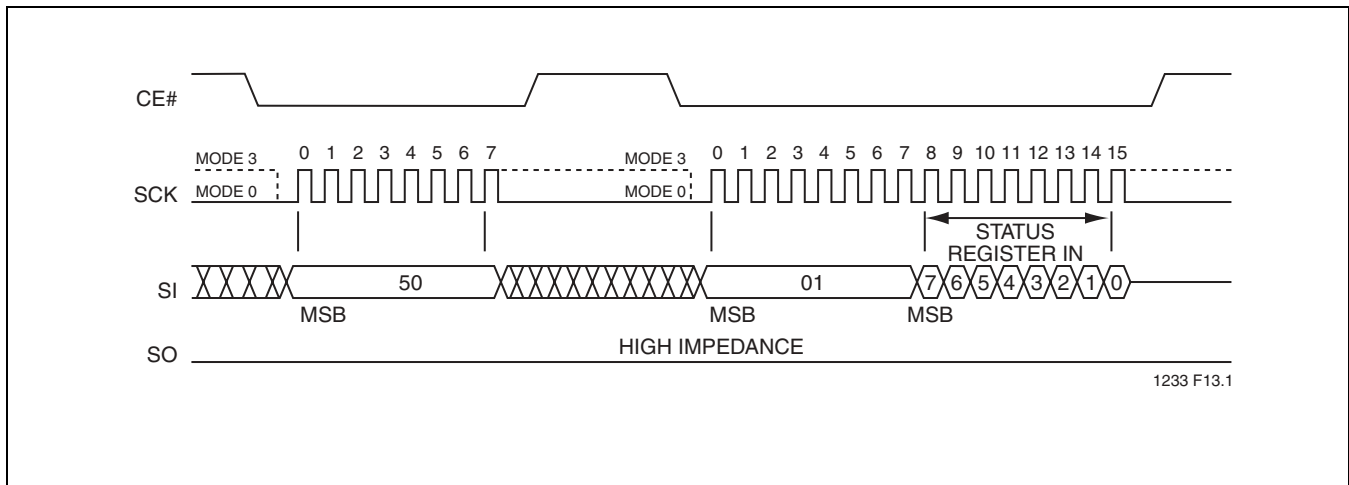 CE#
MODE 3 0 1 2 3 4 5 6 7 MODE 3 0 1 2 3 4 5 6 7 8 9 10 11 12 13 14 15
SCK MODE 0 MODE 0
STATUS
REGISTER IN
SI 50 01 7 6 5 4 3 2 1 0
MSB MSB MSB
SO HIGH IMPEDANCE
1233 F13.1